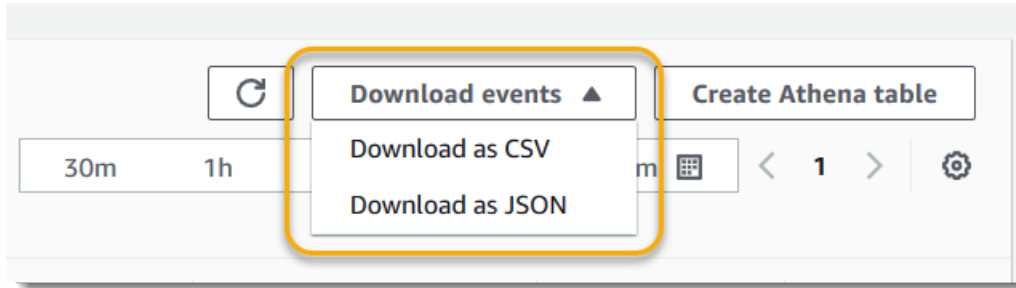 Download events ▲ Create Athena table
30m 1h m < 1 >
Download as CSV
Download as JSON